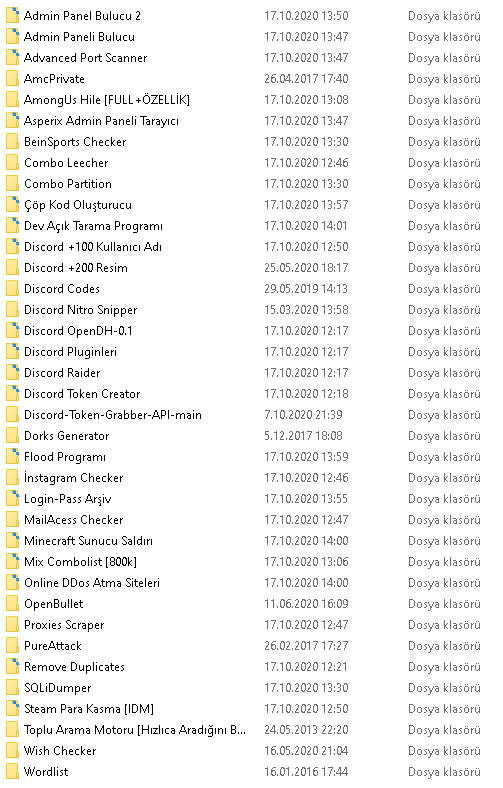 Admin Panel Bulucu 2 17.10.2020 13:50 Dosya klasörü
Admin Paneli Bulucu 17.10.2020 13:47 Dosya klasörü
Advanced Port Scanner 17.10.2020 13:47 Dosya klasörü
AmcPrivate 26.04.2017 17:40 Dosya klasörü
AmongUs Hile [FULL+ÖZELLİK] 17.10.2020 13:08 Dosya klasörü
Asperix Admin Paneli Tarayıcı 17.10.2020 13:47 Dosya klasörü
BeinSports Checker 17.10.2020 13:30 Dosya klasörü
Combo Leecher 17.10.2020 12:46 Dosya klasörü
Combo Partition 17.10.2020 13:30 Dosya klasörü
Çöp Kod Oluşturucu 17.10.2020 13:57 Dosya klasörü
Dev Açık Tarama Programı 17.10.2020 14:01 Dosya klasörü
Discord +100 Kullanıcı Adı 17.10.2020 12:50 Dosya klasörü
Discord +200 Resim 25.05.2020 18:17 Dosya klasörü
Discord Codes 29.05.2019 14:13 Dosya klasörü
Discord Nitro Snipper 15.03.2020 13:58 Dosya klasörü
Discord OpenDH-0.1 17.10.2020 12:17 Dosya klasörü
Discord Pluginleri 17.10.2020 12:17 Dosya klasörü
Discord Raider 17.10.2020 12:17 Dosya klasörü
Discord Token Creator 17.10.2020 12:18 Dosya klasörü
Discord-Token-Grabber-API-main 7.10.2020 21:39 Dosya klasörü
Dorks Generator 5.12.2017 18:08 Dosya klasörü
Flood Programı 17.10.2020 13:59 Dosya klasörü
İnstagram Checker 17.10.2020 12:46 Dosya klasörü
Login-Pass Arşiv 17.10.2020 13:55 Dosya klasörü
MailAcess Checker 17.10.2020 12:47 Dosya klasörü
Minecraft Sunucu Saldırı 17.10.2020 14:00 Dosya klasörü
Mix Combolist [800k] 17.10.2020 13:06 Dosya klasörü
Online DDos Atma Siteleri 17.10.2020 14:00 Dosya klasörü
OpenBullet 11.06.2020 16:09 Dosya klasörü
Proxies Scraper 17.10.2020 12:47 Dosya klasörü
PureAttack 26.02.2017 17:27 Dosya klasörü
Remove Duplicates 17.10.2020 12:21 Dosya klasörü
SQLiDumper 17.10.2020 13:30 Dosya klasörü
Steam Para Kasma [IDM] 17.10.2020 12:50 Dosya klasörü
Toplu Arama Motoru [Hızlıca Aradığını B... 24.05.2013 22:20 Dosya klasörü
Wish Checker 16.05.2020 21:04 Dosya klasörü
Wordlist 16.01.2016 17:44 Dosya klasörü